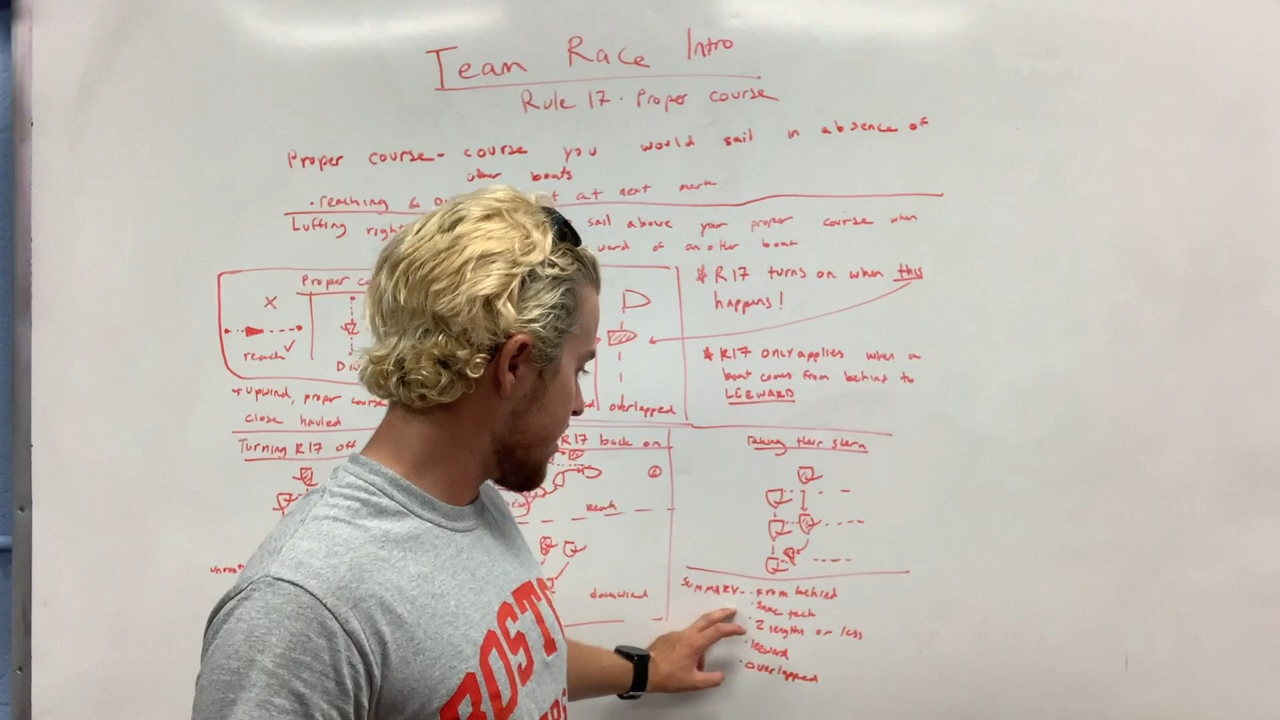 Team Race Intro
Rule 17 · Proper course
Proper course - course you would sail in absence of
other boats
· reaching & at next mark
Luffing sail above your proper course when
ward of another boat
Proper
X
reach ✓
overlapped
* R17 turns on when this
happens!
* R17 only applies when a
boat comes from behind to
LEEWARD
Upwind, proper course
close hauled
Turning R17 off
R17 back on
Reach
downwind
Taking their stern
SUMMARY - · From behind
· Same tack
· 2 lengths or less
· leeward
· overlapped
BOST